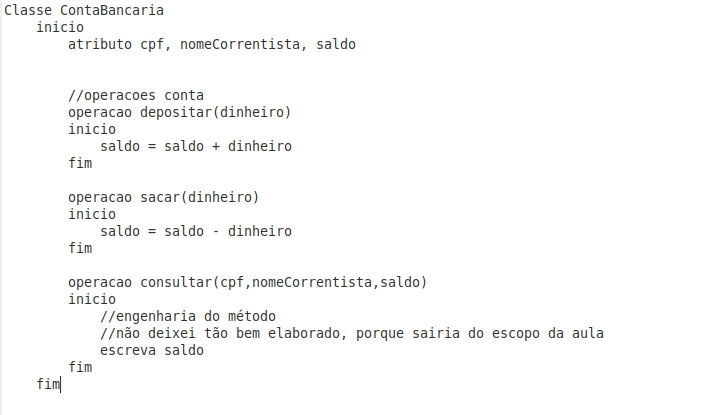 Classe ContaBancaria
inicio
atributo cpf, nomeCorrentista, saldo
//operacoes conta
operacao depositar(dinheiro)
inicio
saldo = saldo + dinheiro
fim
operacao sacar(dinheiro)
inicio
saldo = saldo - dinheiro
fim
operacao consultar(cpf,nomeCorrentista,saldo)
inicio
//engenharia do método
//não deixei tão bem elaborado, porque sairia do escopo da aula
escreva saldo
fim
fim